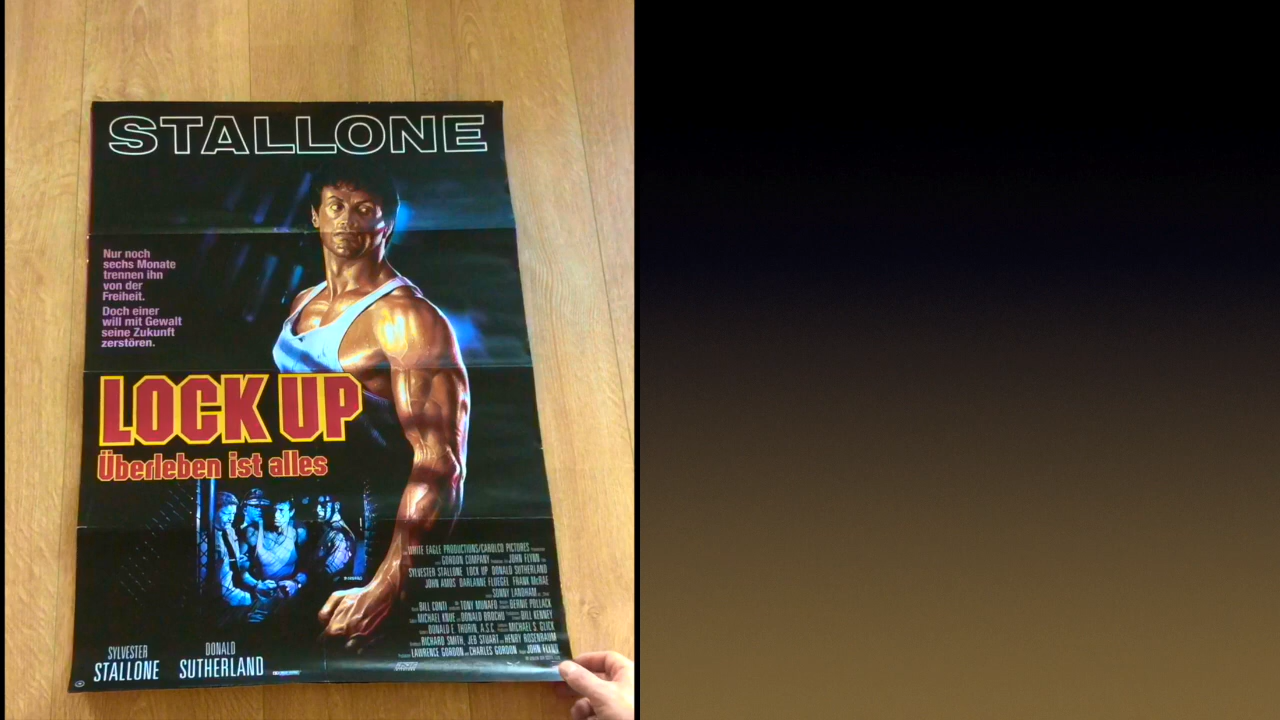 STALLONE
Nur noch
sechs Monate
trennen ihn
von der
Freiheit.
Doch einer
will mit Gewalt
seine Zukunft
zerstören.
LOCK UP
Überleben ist alles
WHITE EAGLE PRODUCTIONS/CAROLCO PICTURES
GORDON COMPANY JOHN FLYNN
SYLVESTER STALLONE LOCK UP DONALD SUTHERLAND
JOHN AMOS DARLANNE FLUEGEL FRANK McRAE
SONNY LANDHAM
BILL CONTI TONY MUNAFO BERNIE POLLACK
MICHAEL KNUE DONALD BROCHU BILL KENNEY
DONALD E. THORIN, A.S.C. MICHAEL S. GLICK
RICHARD SMITH, JEB STUART HENRY ROSENBAUM
LAWRENCE GORDON CHARLES GORDON JOHN FLYNN
SYLVESTER
STALLONE
DONALD
SUTHERLAND